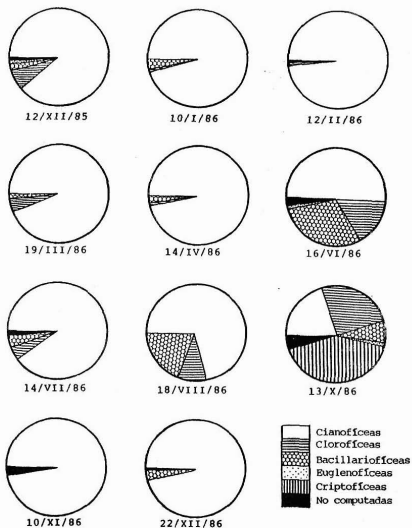 12/XII/85
10/I/86
12/II/86
19/III/86
14/IV/86
16/VI/86
14/VII/86
18/VIII/86
13/X/86
10/XI/86
22/XII/86
Cianofíceas
Clorofíceas
Bacillariofíceas
Euglenofíceas
Criptofíceas
No computadas